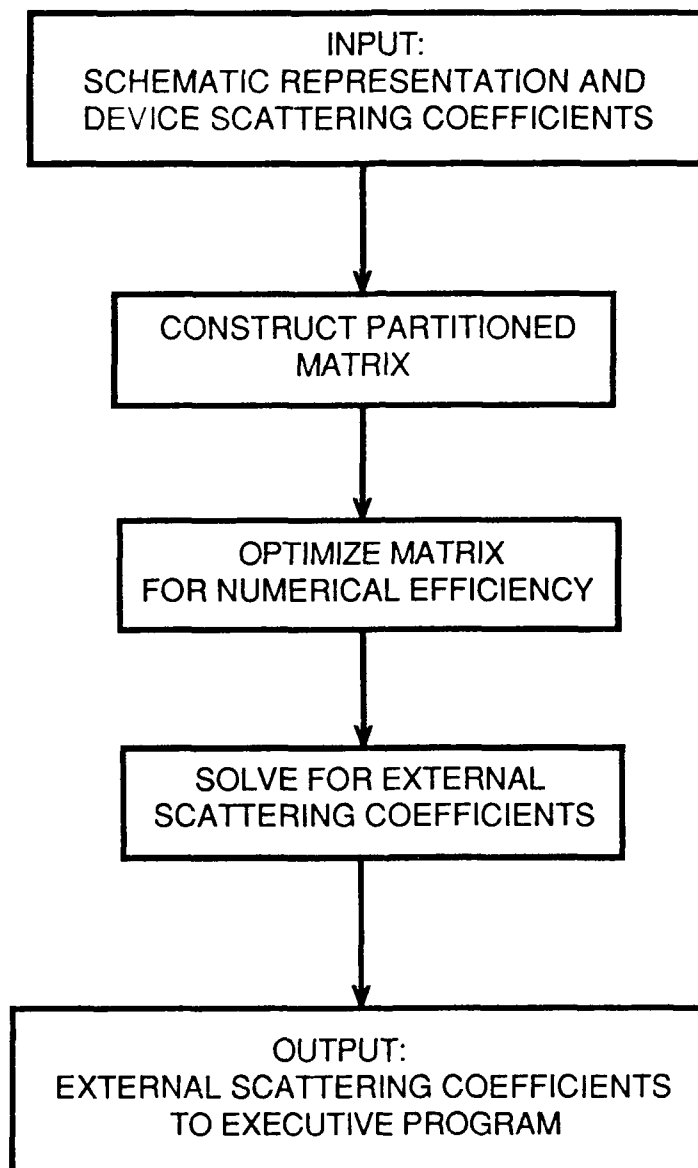 INPUT:
SCHEMATIC REPRESENTATION AND
DEVICE SCATTERING COEFFICIENTS
CONSTRUCT PARTITIONED
MATRIX
OPTIMIZE MATRIX
FOR NUMERICAL EFFICIENCY
SOLVE FOR EXTERNAL
SCATTERING COEFFICIENTS
OUTPUT:
EXTERNAL SCATTERING COEFFICIENTS
TO EXECUTIVE PROGRAM